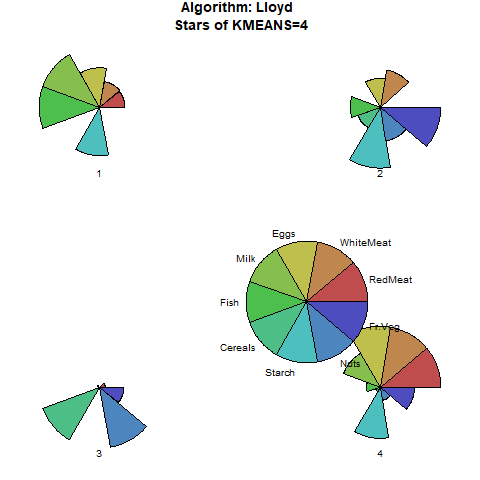 Algorithm: Lloyd
Stars of KMEANS=4
1
2
Eggs
WhiteMeat
Milk
RedMeat
Fish
Fr.Veg
Cereals
Nuts
Starch
3
4